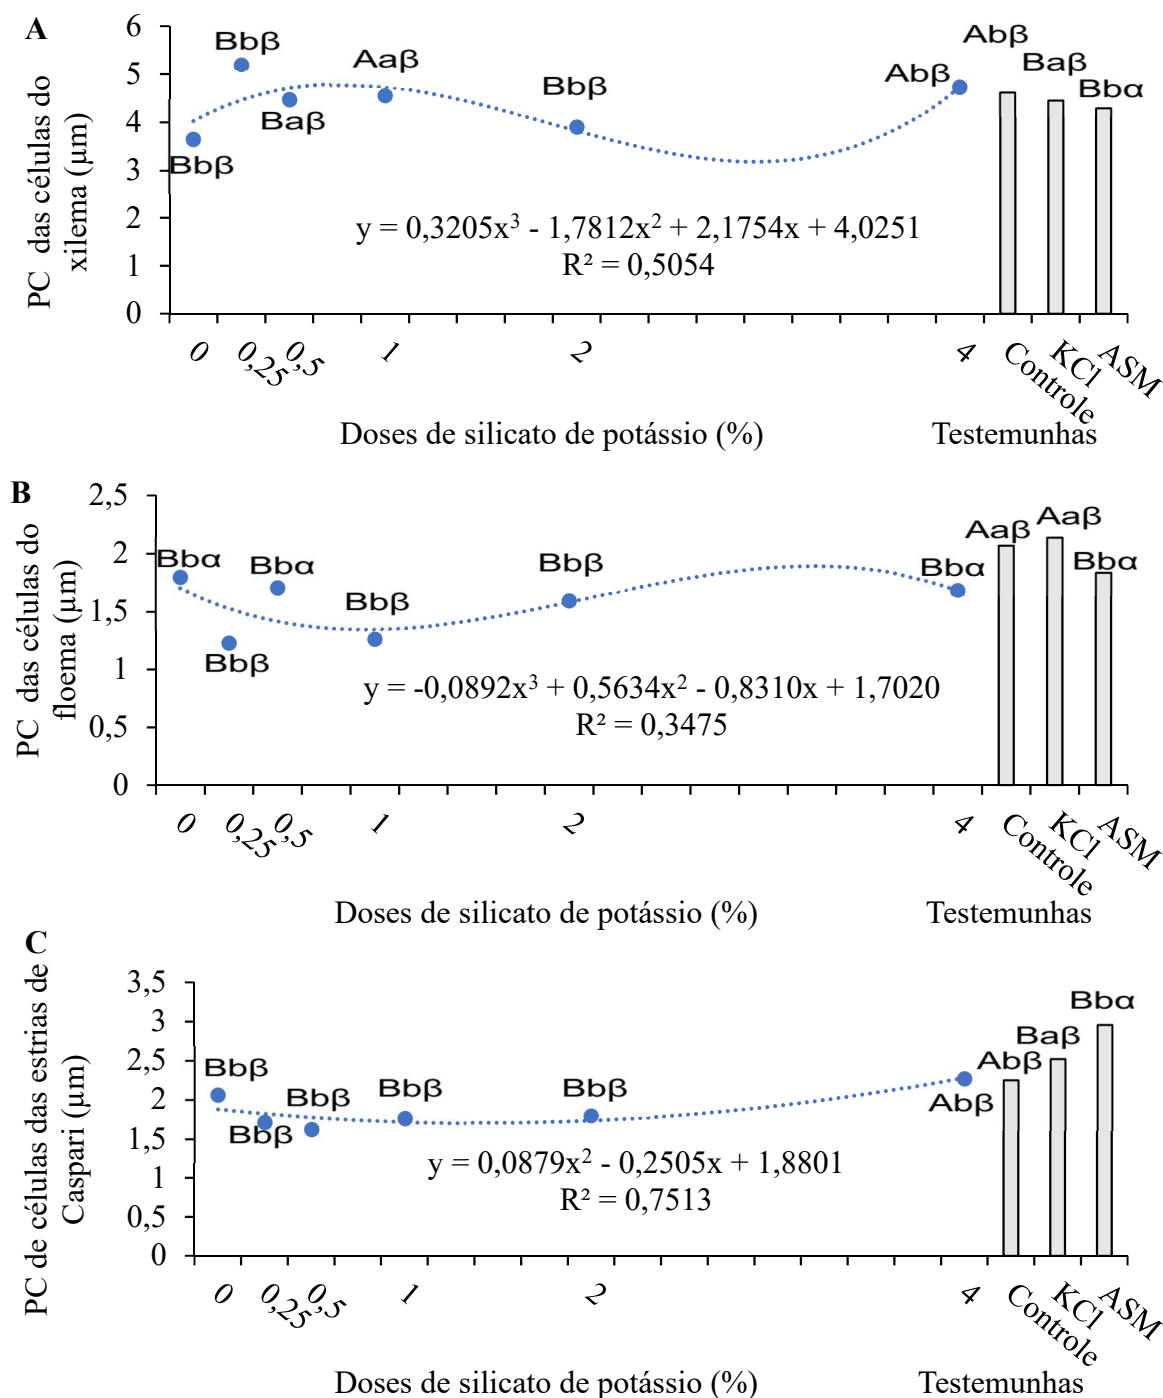 A
PC das células do
xilema (µm)
6
5
4
3
2
1
0
Bbβ
Bbβ
Baβ
Aaβ
Bbβ
Abβ
Abβ
Baβ
Bbα
y = 0,3205x³ - 1,7812x² + 2,1754x + 4,0251
R² = 0,5054
0
0,25
0,5
1
2
4
Controle
KCl
ASM
Doses de silicato de potássio (%)
Testemunhas
B
PC das células do
floema (µm)
2,5
2
1,5
1
0,5
0
Bbα
Bbβ
Bbα
Bbβ
Bbβ
Bbα
Aaβ
Aaβ
Bbα
y = -0,0892x³ + 0,5634x² - 0,8310x + 1,7020
R² = 0,3475
0
0,25
0,5
1
2
4
Controle
KCl
ASM
Doses de silicato de potássio (%)
Testemunhas
C
PC de células das estrias de
Caspari (µm)
3,5
3
2,5
2
1,5
1
0,5
0
Bbβ
Bbβ
Bbβ
Bbβ
Bbβ
Abβ
Abβ
Baβ
Bbα
y = 0,0879x² - 0,2505x + 1,8801
R² = 0,7513
0
0,25
0,5
1
2
4
Controle
KCl
ASM
Doses de silicato de potássio (%)
Testemunhas